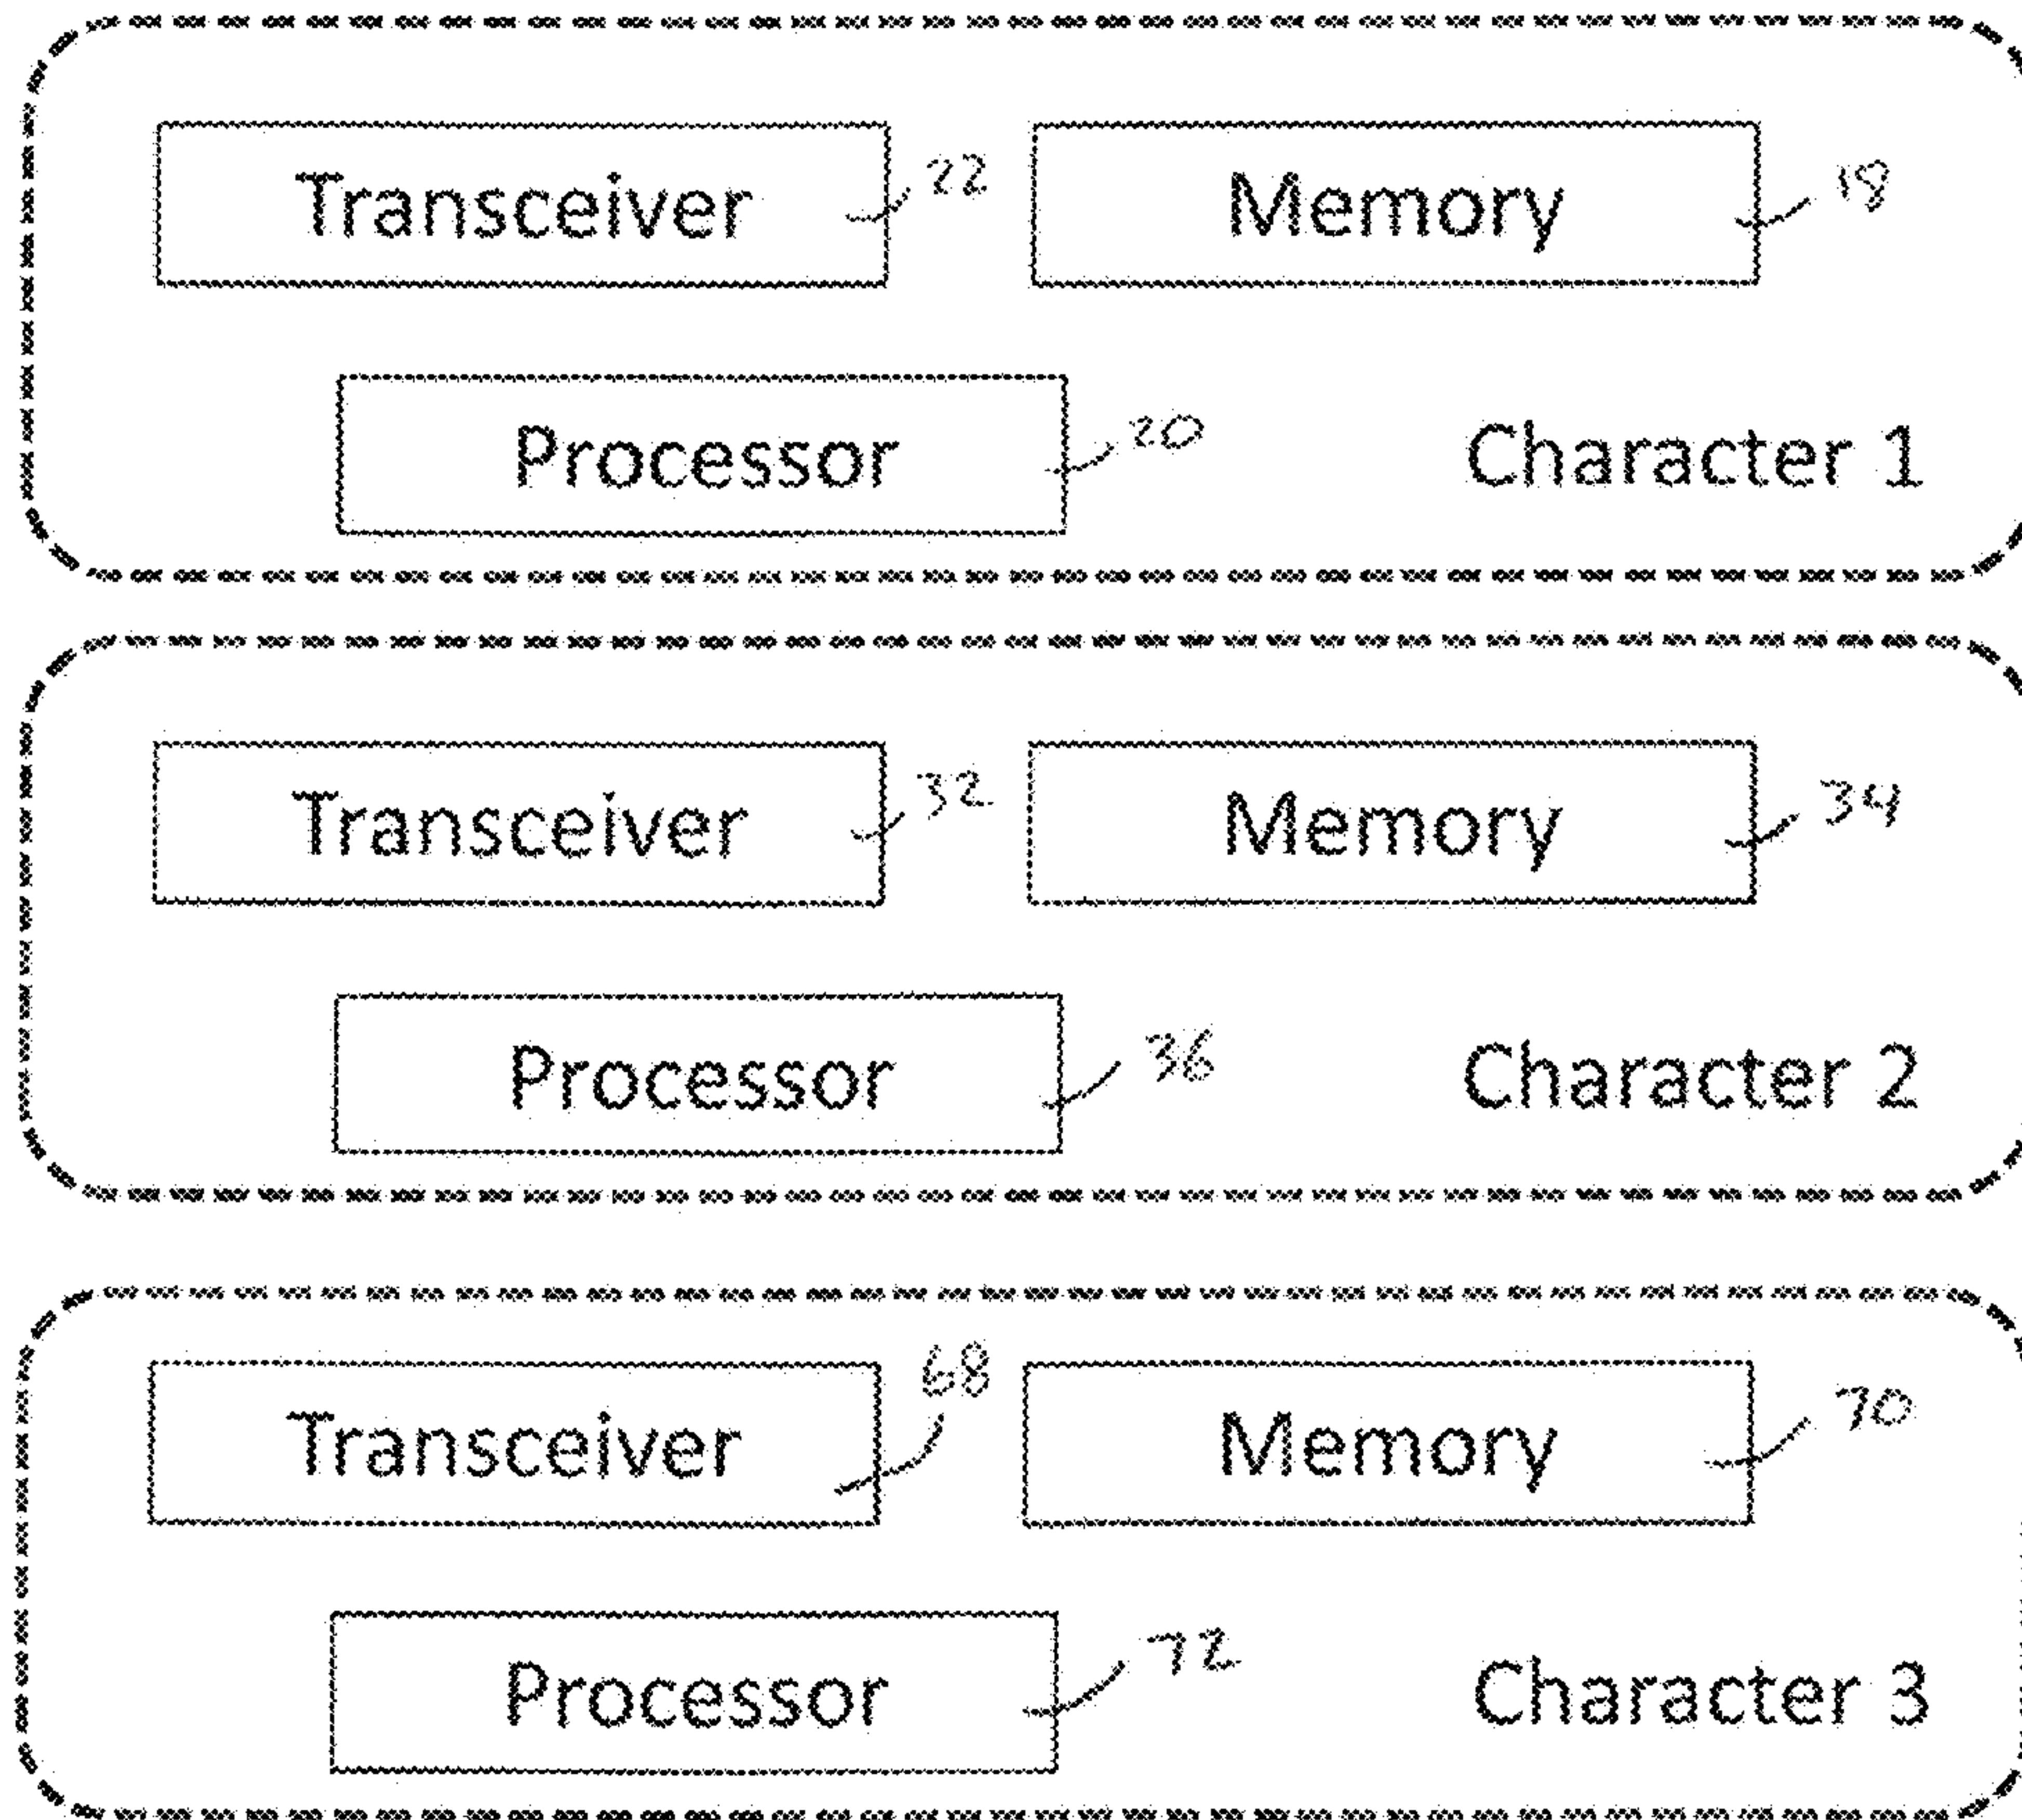 Transceiver 22 Memory 18
Processor 20 Character 1
Transceiver 32 Memory 34
Processor 36 Character 2
Transceiver 68 Memory 70
Processor 72 Character 3